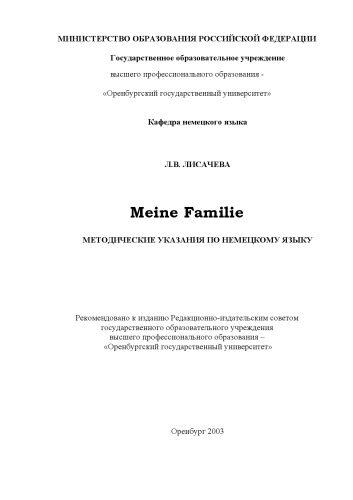 МИНИСТЕРСТВО ОБРАЗОВАНИЯ РОССИЙСКОЙ ФЕДЕРАЦИИ
Государственное образовательное учреждение
высшего профессионального образования -
«Оренбургский государственный университет»
Кафедра немецкого языка
Л.В. ЛИСАЧЕВА
Meine Familie
МЕТОДИЧЕСКИЕ УКАЗАНИЯ ПО НЕМЕЦКОМУ ЯЗЫКУ
Рекомендовано к изданию Редакционно-издательским советом
государственного образовательного учреждения
высшего профессионального образования –
«Оренбургский государственный университет»
Оренбург 2003